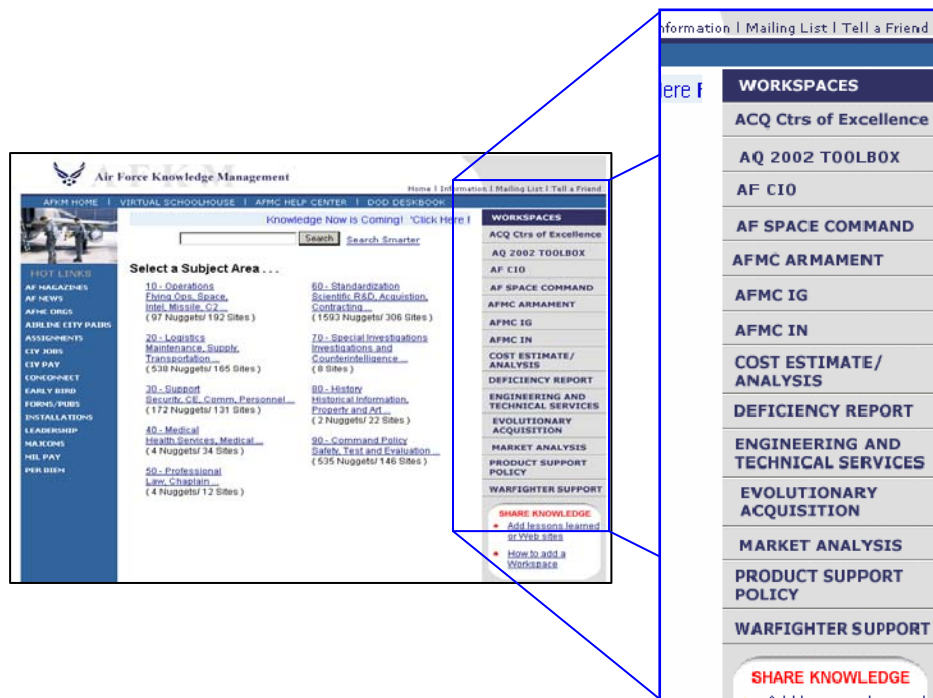 AFKM
Air Force Knowledge Management
Home | Information | Mailing List | Tell a Friend
AFKM HOME | VIRTUAL SCHOOLHOUSE | AFMC HELP CENTER | DOD DESKBOOK
Knowledge Now is Coming! 'Click Here F
Search Search Smarter
HOT LINKS
AF MAGAZINES
AF NEWS
AFMC ORGS
AIRLINE CITY PAIRS
ASSIGNMENTS
CIV JOBS
CIV PAY
CONCONNECT
EARLY BIRD
FORMS/PUBS
INSTALLATIONS
LEADERSHIP
MAJCOMS
MIL PAY
PER DIEM
Select a Subject Area . . .
10 - Operations
Flying Ops, Space,
Intel, Missile, C2 ...
( 97 Nuggets/ 192 Sites )
20 - Logistics
Maintenance, Supply,
Transportation ...
( 538 Nuggets/ 165 Sites )
30 - Support
Security, CE, Comm, Personnel ...
( 172 Nuggets/ 131 Sites )
40 - Medical
Health Services, Medical ...
( 4 Nuggets/ 34 Sites )
50 - Professional
Law, Chaplain ...
( 4 Nuggets/ 12 Sites )
60 - Standardization
Scientific R&D, Acquistion,
Contracting ...
( 1593 Nuggets/ 306 Sites )
70 - Special Investigations
Investigations and
Counterintelligence ...
( 8 Sites )
80 - History
Historical Information,
Property and Art ...
( 2 Nuggets/ 22 Sites )
90 - Command Policy
Safety, Test and Evaluation ...
( 535 Nuggets/ 146 Sites )
WORKSPACES
ACQ Ctrs of Excellence
AQ 2002 TOOLBOX
AF CIO
AF SPACE COMMAND
AFMC ARMAMENT
AFMC IG
AFMC IN
COST ESTIMATE/
ANALYSIS
DEFICIENCY REPORT
ENGINEERING AND
TECHNICAL SERVICES
EVOLUTIONARY
ACQUISITION
MARKET ANALYSIS
PRODUCT SUPPORT
POLICY
WARFIGHTER SUPPORT
SHARE KNOWLEDGE
Add lessons learned
or Web sites
How to add a
Workspace
nformation | Mailing List | Tell a Friend
ere F
WORKSPACES
ACQ Ctrs of Excellence
AQ 2002 TOOLBOX
AF CIO
AF SPACE COMMAND
AFMC ARMAMENT
AFMC IG
AFMC IN
COST ESTIMATE/
ANALYSIS
DEFICIENCY REPORT
ENGINEERING AND
TECHNICAL SERVICES
EVOLUTIONARY
ACQUISITION
MARKET ANALYSIS
PRODUCT SUPPORT
POLICY
WARFIGHTER SUPPORT
SHARE KNOWLEDGE